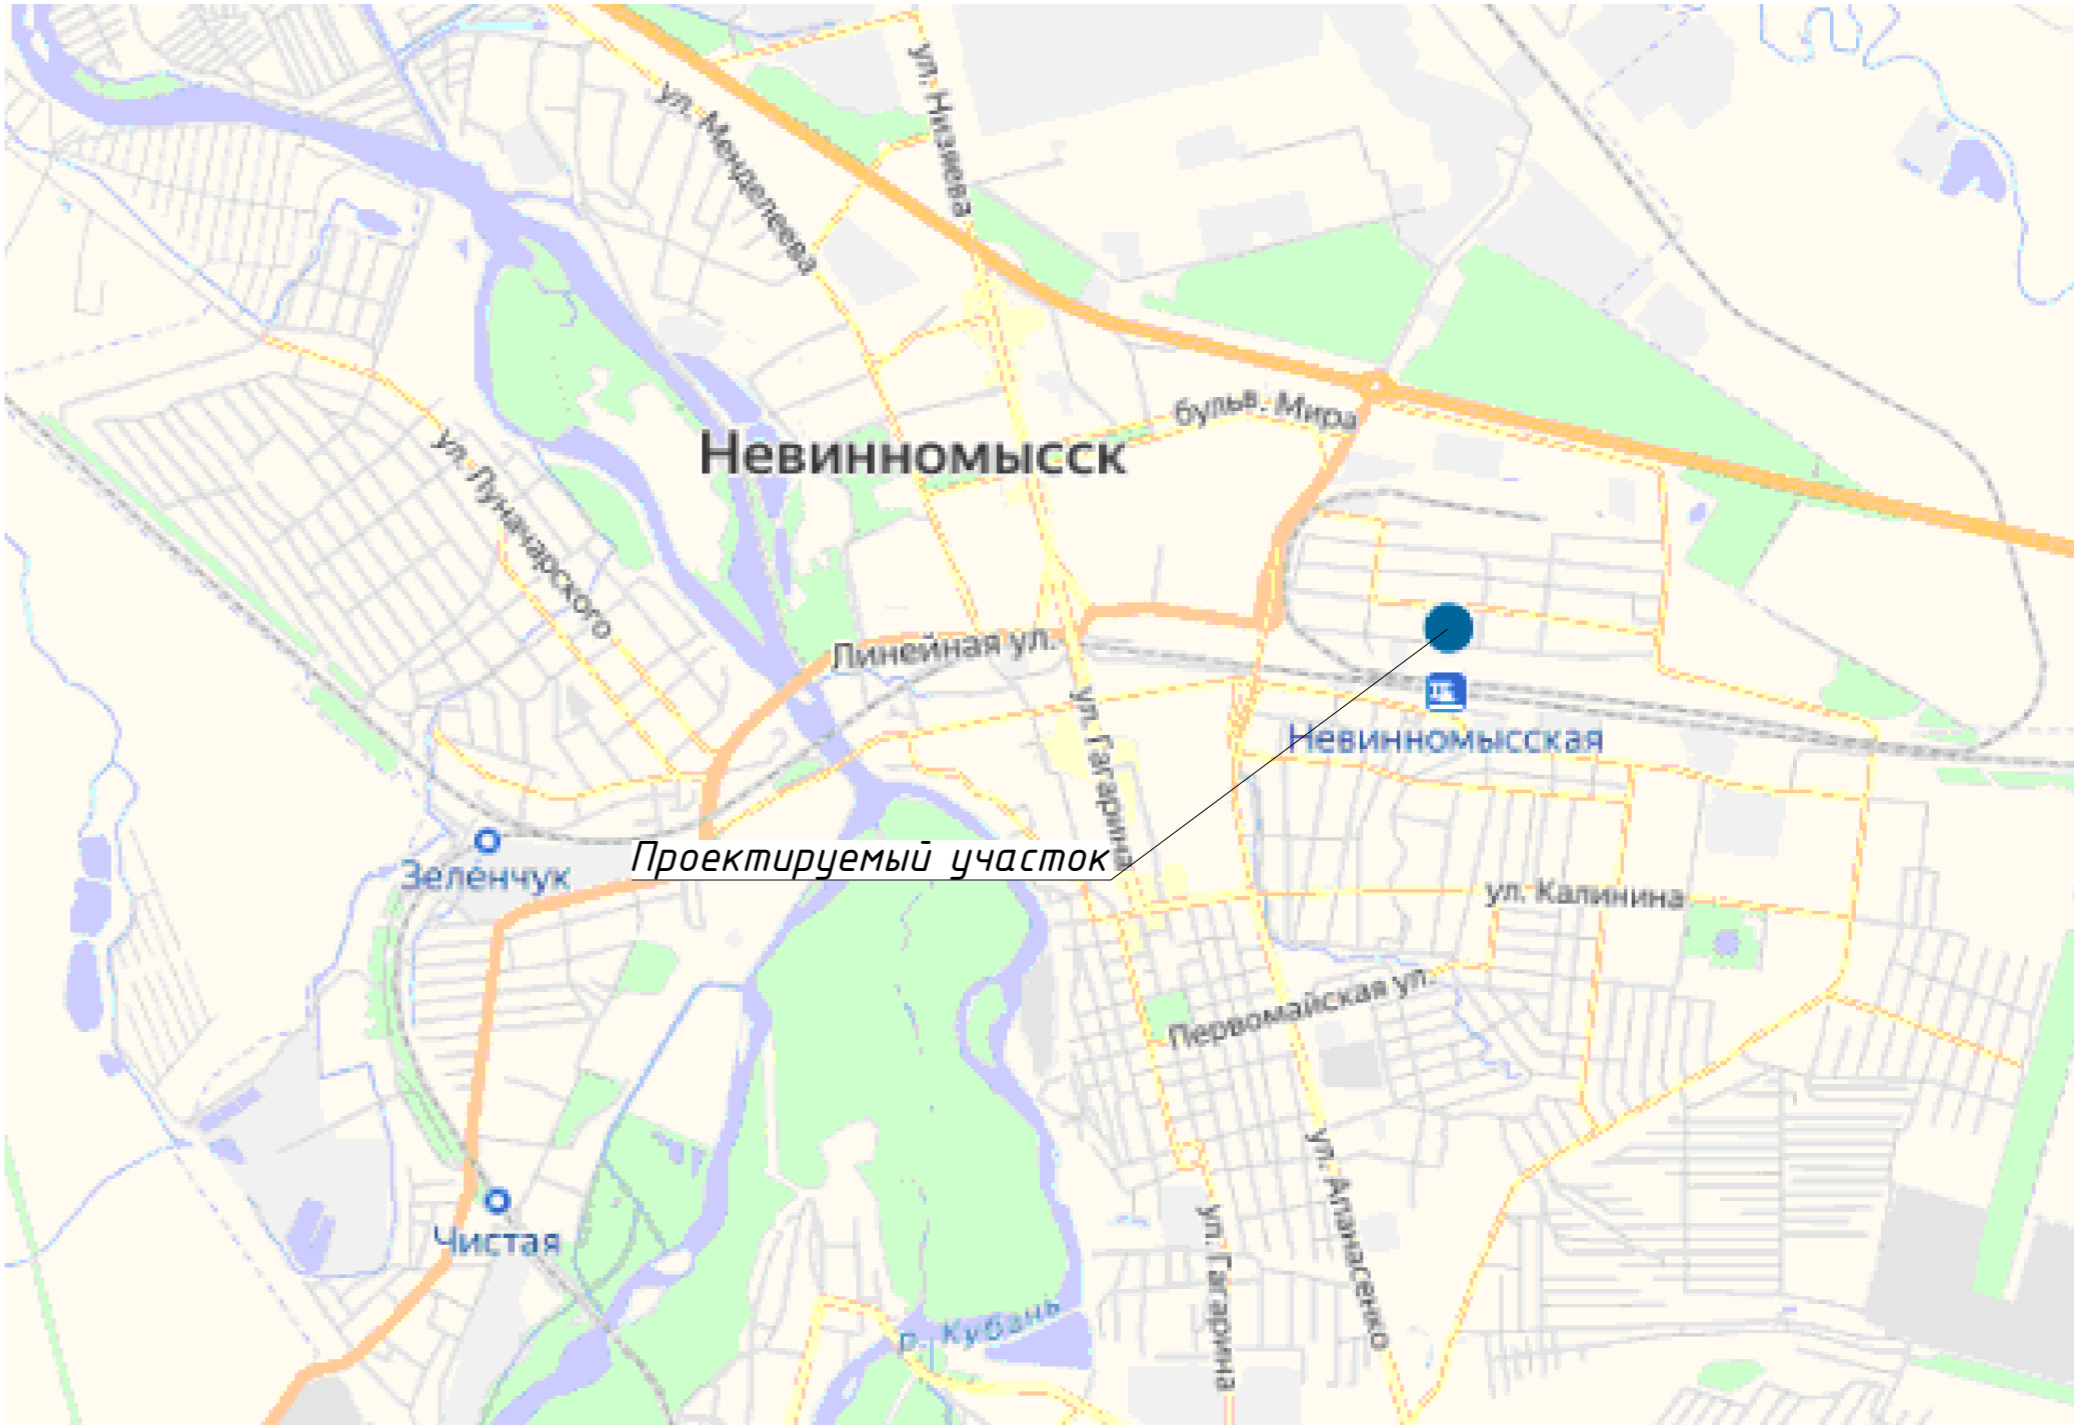 ул. Низяева
ул. Менделеева
бульв. Мира
Невинномысск
ул. Луначарского
Линейная ул.
ул. Гагарина
Невинномысская
Проектируемый участок
Зеленчук
ул. Калинина
Первомайская ул.
ул. Апанасенко
ул. Гагарина
Чистая
р. Кубань